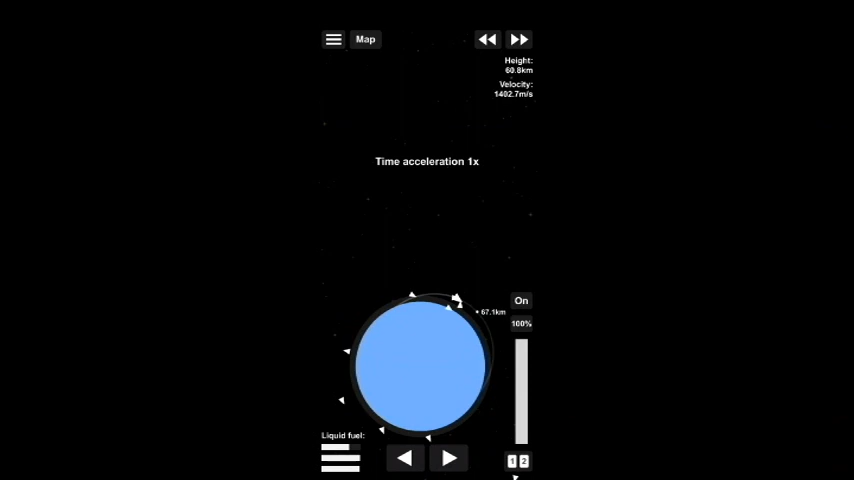 Map
Height:
60.8km
Velocity:
1402.7m/s
Time acceleration 1x
On
67.1km
100%
Liquid fuel:
1 2